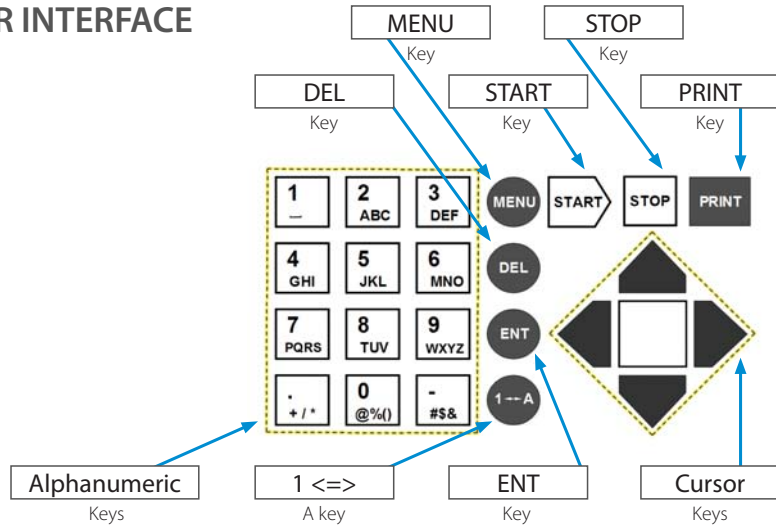 R INTERFACE
MENU
Key
STOP
Key
DEL
Key
START
Key
PRINT
Key
1
_
2
ABC
3
DEF
MENU
START
STOP
PRINT
4
GHI
5
JKL
6
MNO
DEL
7
PQRS
8
TUV
9
WXYZ
ENT
.
+ / *
0
@%()
-
#$&
1↔A
Alphanumeric
Keys
1 <=>
A key
ENT
Key
Cursor
Keys